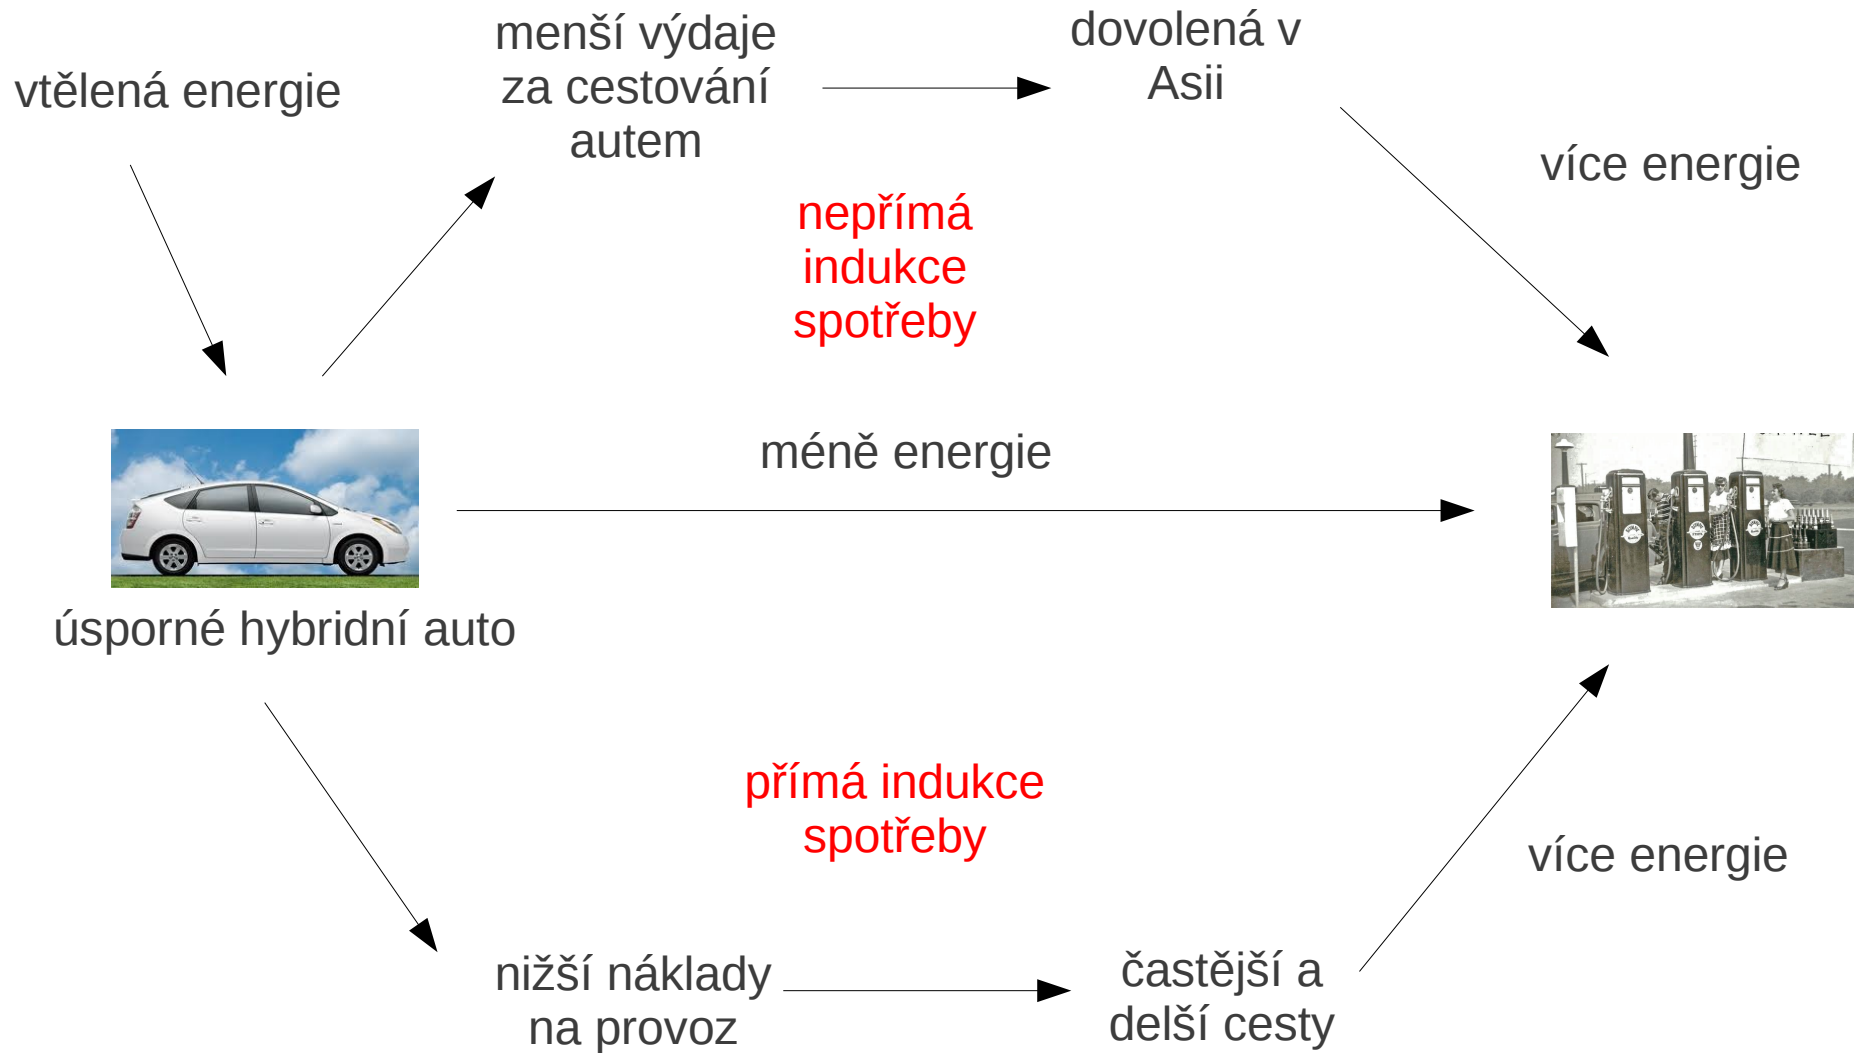 vtělená energie
menší výdaje
za cestování
autem
dovolená v
Asii
více energie
nepřímá
indukce
spotřeby
méně energie
úsporné hybridní auto
přímá indukce
spotřeby
více energie
nižší náklady
na provoz
častější a
delší cesty